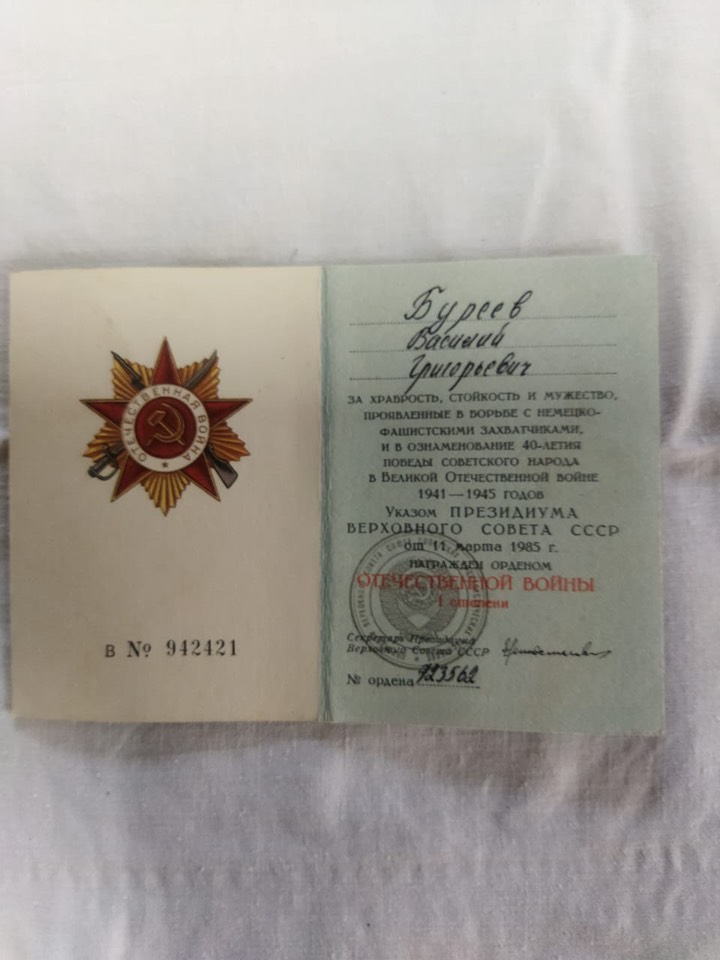 ОТЕЧЕСТВЕННАЯ ВОЙНА
В № 942421
Буреев
Василий
Григорьевич
ЗА ХРАБРОСТЬ, СТОЙКОСТЬ И МУЖЕСТВО,
ПРОЯВЛЕННЫЕ В БОРЬБЕ С НЕМЕЦКО-
ФАШИСТСКИМИ ЗАХВАТЧИКАМИ,
И В ОЗНАМЕНОВАНИЕ 40-ЛЕТИЯ
ПОБЕДЫ СОВЕТСКОГО НАРОДА
В ВЕЛИКОЙ ОТЕЧЕСТВЕННОЙ ВОЙНЕ
1941—1945 ГОДОВ
УКАЗОМ ПРЕЗИДИУМА
ВЕРХОВНОГО СОВЕТА СССР
от 11 марта 1985 г.
НАГРАЖДЕН ОРДЕНОМ
ОТЕЧЕСТВЕННОЙ ВОЙНЫ
I степени
Секретарь Президиума
Верховного Совета СССР
№ ордена 923562